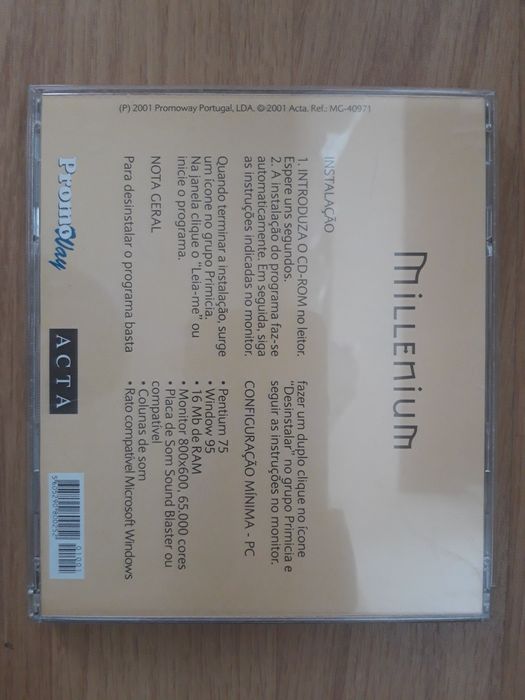 MiLLENiUM
INSTALAÇÃO
1. INTRODUZA O CD-ROM no leitor.
Espere uns segundos.
2. A instalação do programa faz-se
automaticamente. Em seguida, siga
as instruções indicadas no monitor.
Quando terminar a instalação, surge
um ícone no grupo Primicia.
Na janela clique o "Leia-me" ou
inicie o programa.
NOTA GERAL
Para desinstalar o programa basta
fazer um duplo clique no ícone
"Desinstalar" no grupo Primicia e
seguir as instruções no monitor.
CONFIGURAÇÃO MÍNIMA - PC
• Pentium 75
• Window 95
• 16 Mb de RAM
• Monitor 800x600. 65.000 cores
• Placa de Som Sound Blaster ou
compatível
• Colunas de som
• Rato compatível Microsoft Windows
Promoway
ACTA
01001
(P) 2001 Promoway Portugal, LDA. © 2001 Acta. Ref.: MG-40971